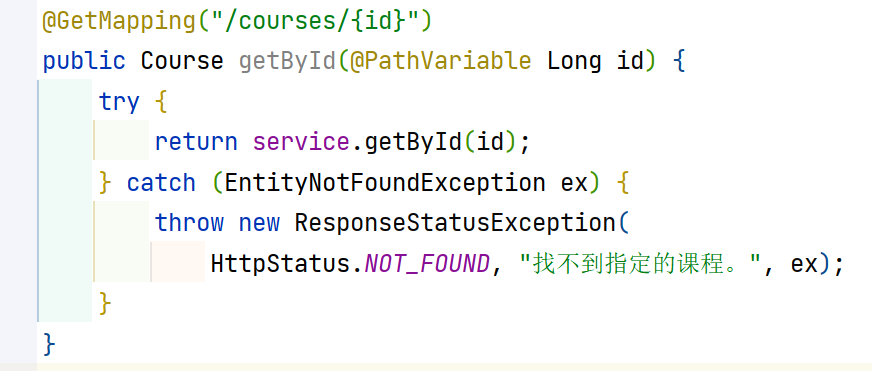 @GetMapping("/courses/{id}")
public Course getById(@PathVariable Long id) {
    try {
        return service.getById(id);
    } catch (EntityNotFoundException ex) {
        throw new ResponseStatusException(
            HttpStatus.NOT_FOUND, "找不到指定的课程。", ex);
    }
}